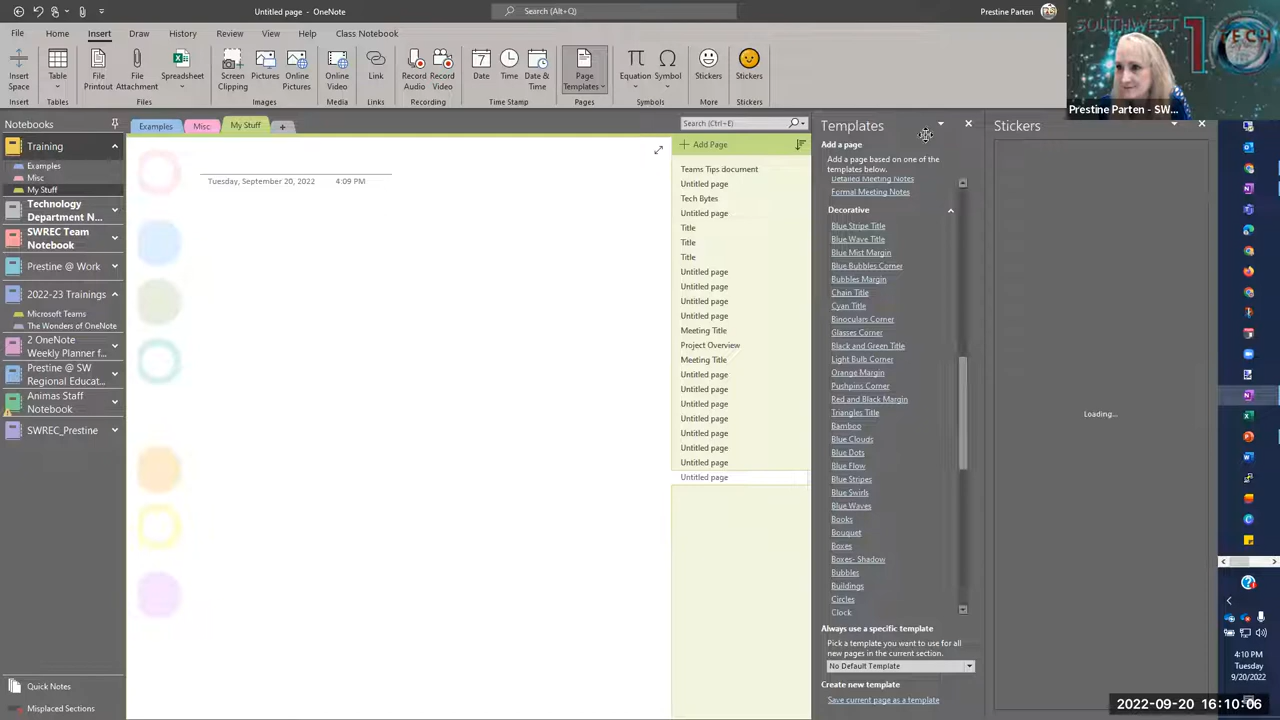 Untitled page - OneNote
Search (Alt+Q)
Prestine Parten
File Home Insert Draw History Review View Help Class Notebook
Insert Space
Table
File Printout
File Attachment
Spreadsheet
Screen Clipping
Pictures
Online Pictures
Online Video
Link
Record Audio
Record Video
Date
Time
Date & Time
Page Templates
Equation
Symbol
Stickers
Stickers
Insert Tables Files Images Media Links Recording Time Stamp Pages Symbols More Stickers
SOUTHWEST 10
TECH
Prestine Parten - SW...
Notebooks
Training
Examples
Misc
My Stuff
Technology
Department N...
SWREC Team
Notebook
Prestine @ Work
2022-23 Trainings
Microsoft Teams
The Wonders of OneNote
2 OneNote
Weekly Planner f...
Prestine @ SW
Regional Educat...
Animas Staff
Notebook
SWREC_Prestine
Quick Notes
Misplaced Sections
Examples Misc My Stuff +
Search (Ctrl+E)
Tuesday, September 20, 2022 4:09 PM
Add Page
Teams Tips document
Untitled page
Tech Bytes
Untitled page
Title
Title
Title
Untitled page
Untitled page
Untitled page
Untitled page
Meeting Title
Project Overview
Meeting Title
Untitled page
Untitled page
Untitled page
Untitled page
Untitled page
Untitled page
Untitled page
Untitled page
Templates
Add a page
Add a page based on one of the
templates below.
Detailed Meeting Notes
Formal Meeting Notes
Decorative
Blue Stripe Title
Blue Wave Title
Blue Mist Margin
Blue Bubbles Corner
Bubbles Margin
Chain Title
Cyan Title
Binoculars Corner
Glasses Corner
Black and Green Title
Light Bulb Corner
Orange Margin
Pushpins Corner
Red and Black Margin
Triangles Title
Bamboo
Blue Clouds
Blue Dots
Blue Flow
Blue Stripes
Blue Swirls
Blue Waves
Books
Bouquet
Boxes
Boxes- Shadow
Bubbles
Buildings
Circles
Clock
Always use a specific template
Pick a template you want to use for all
new pages in the current section.
No Default Template
Create new template
Save current page as a template
Stickers
Loading...
4:10 PM
Tuesday
9/20/2022
2022-09-20 16:10:06